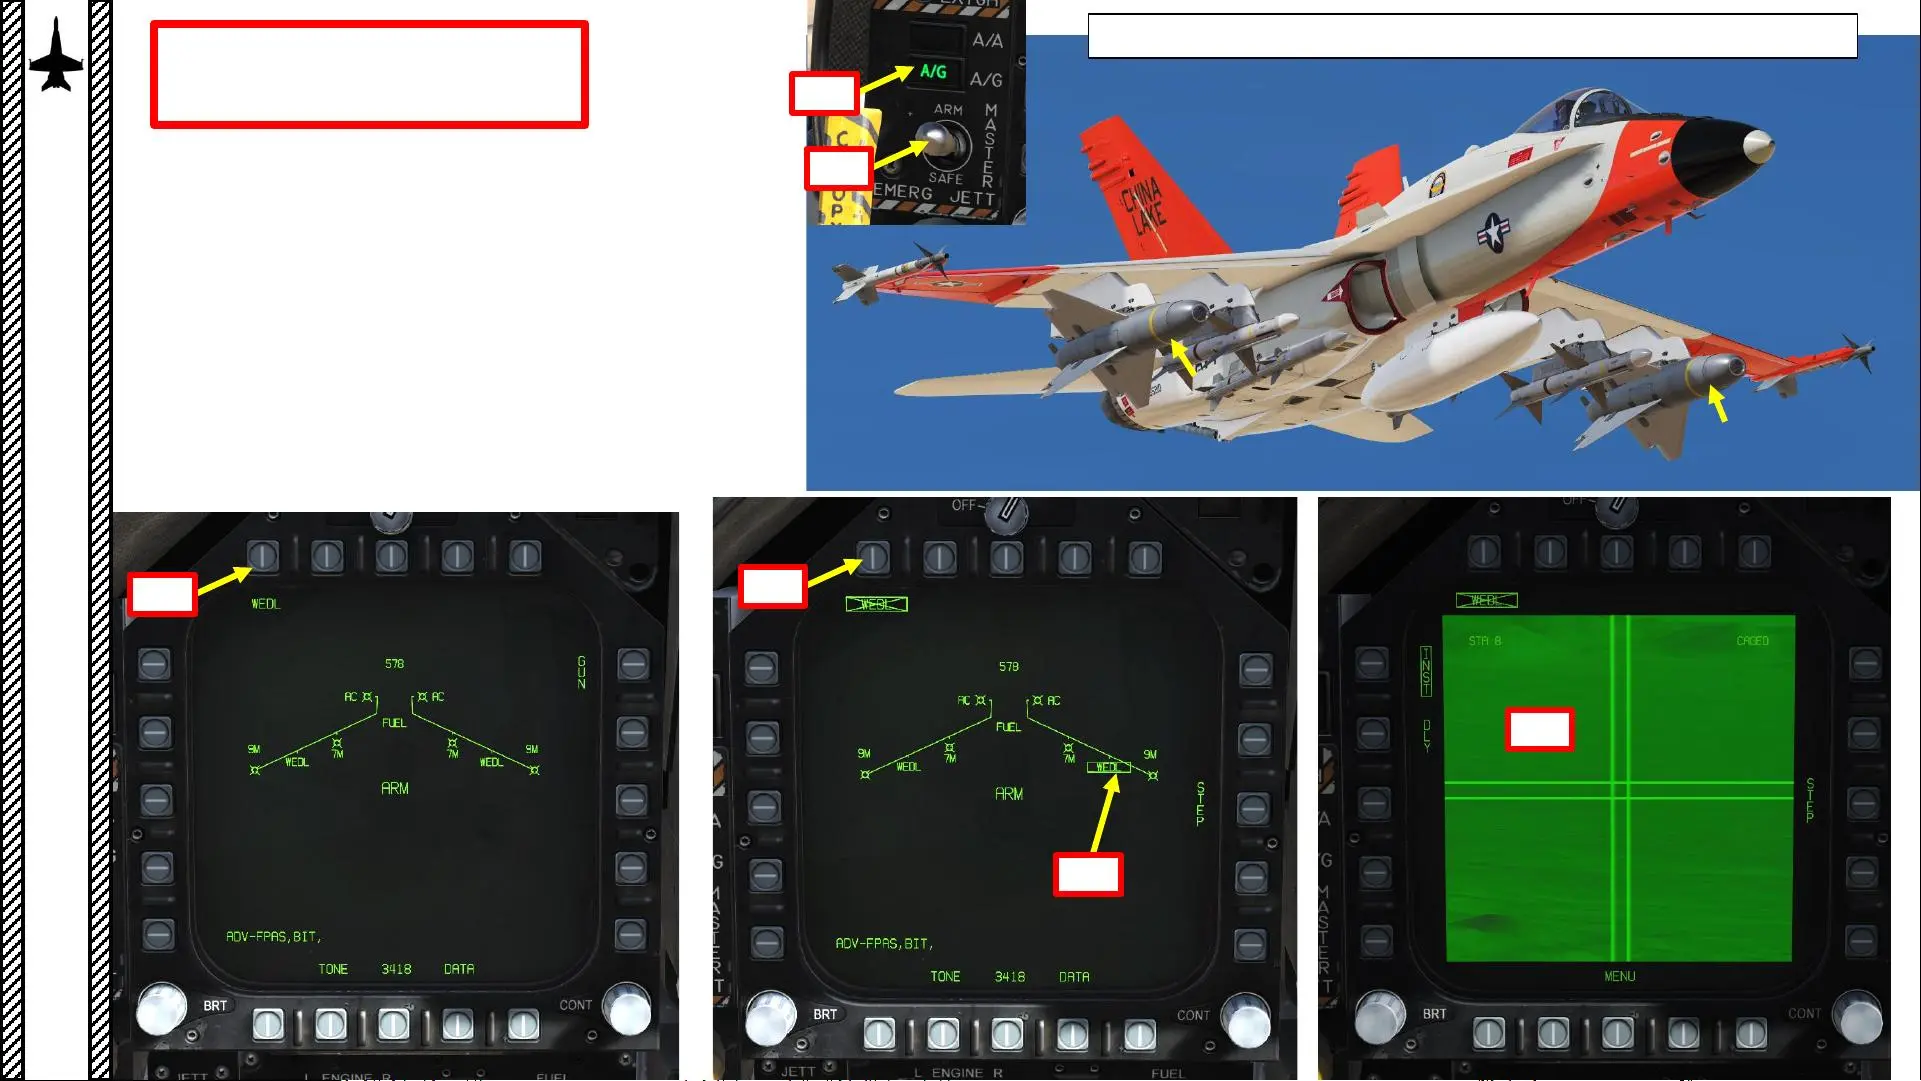 A/A
A/G
A/G
ARM
MASTER
SAFE
EMERG JETT
CHINA
LAKE
WEDL
GUN
578
AC
AC
FUEL
9M
7M
7M
9M
WEDL
WEDL
ARM
ADV-FPAS,BIT,
TONE 3418 DATA
BRT
CONT
JETT
L ENGINE R
FUEL
OFF
WEDL
578
AC
AC
FUEL
9M
7M
7M
9M
WEDL
WEDL
ARM
STEP
ADV-FPAS,BIT,
TONE 3418 DATA
BRT
CONT
JETT
L ENGINE R
FUEL
OFF
WEDL
STA 8
CAGED
INST
DLY
STEP
MENU
BRT
CONT